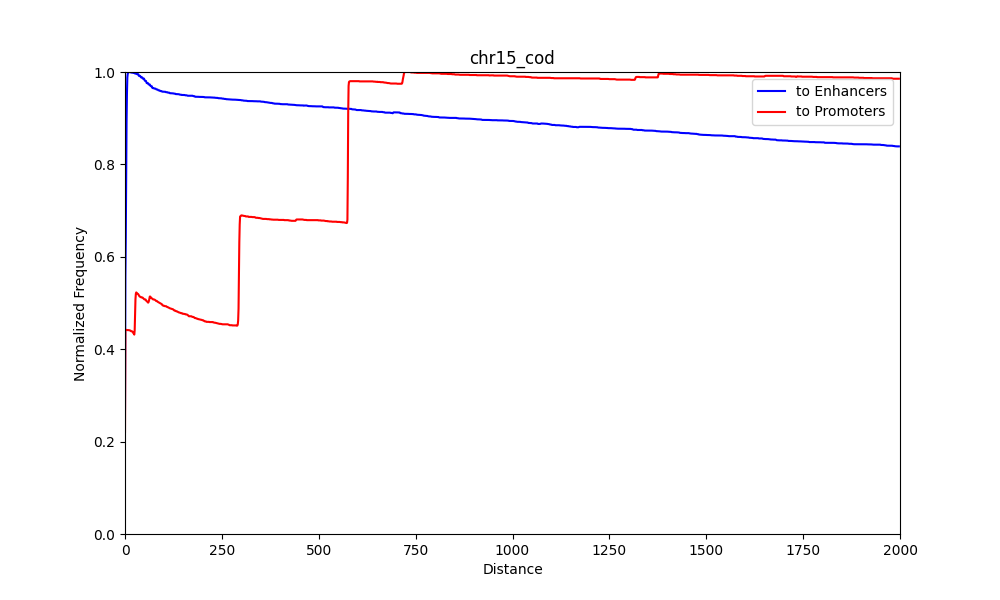 chr15_cod
to Enhancers
to Promoters
Normalized Frequency
1.0
0.8
0.6
0.4
0.2
0.0
0 250 500 750 1000 1250 1500 1750 2000
Distance